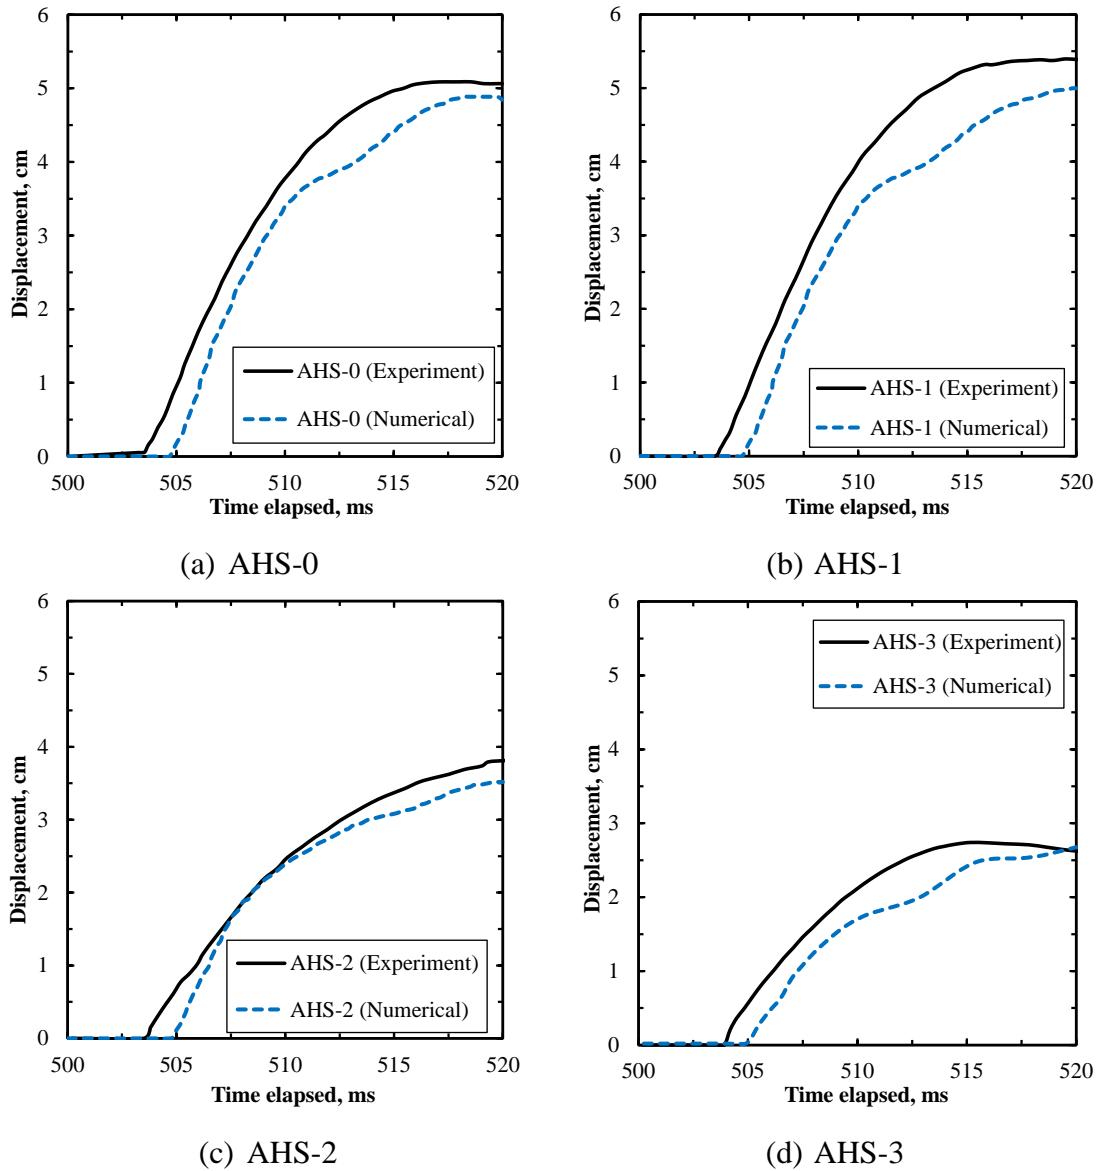 6
5
4
3
2
1
0
Displacement, cm
AHS-0 (Experiment)
AHS-0 (Numerical)
500 505 510 515 520
Time elapsed, ms
(a) AHS-0
6
5
4
3
2
1
0
Displacement, cm
AHS-1 (Experiment)
AHS-1 (Numerical)
500 505 510 515 520
Time elapsed, ms
(b) AHS-1
6
5
4
3
2
1
0
Displacement, cm
AHS-2 (Experiment)
AHS-2 (Numerical)
500 505 510 515 520
Time elapsed, ms
(c) AHS-2
6
5
4
3
2
1
0
Displacement, cm
AHS-3 (Experiment)
AHS-3 (Numerical)
500 505 510 515 520
Time elapsed, ms
(d) AHS-3